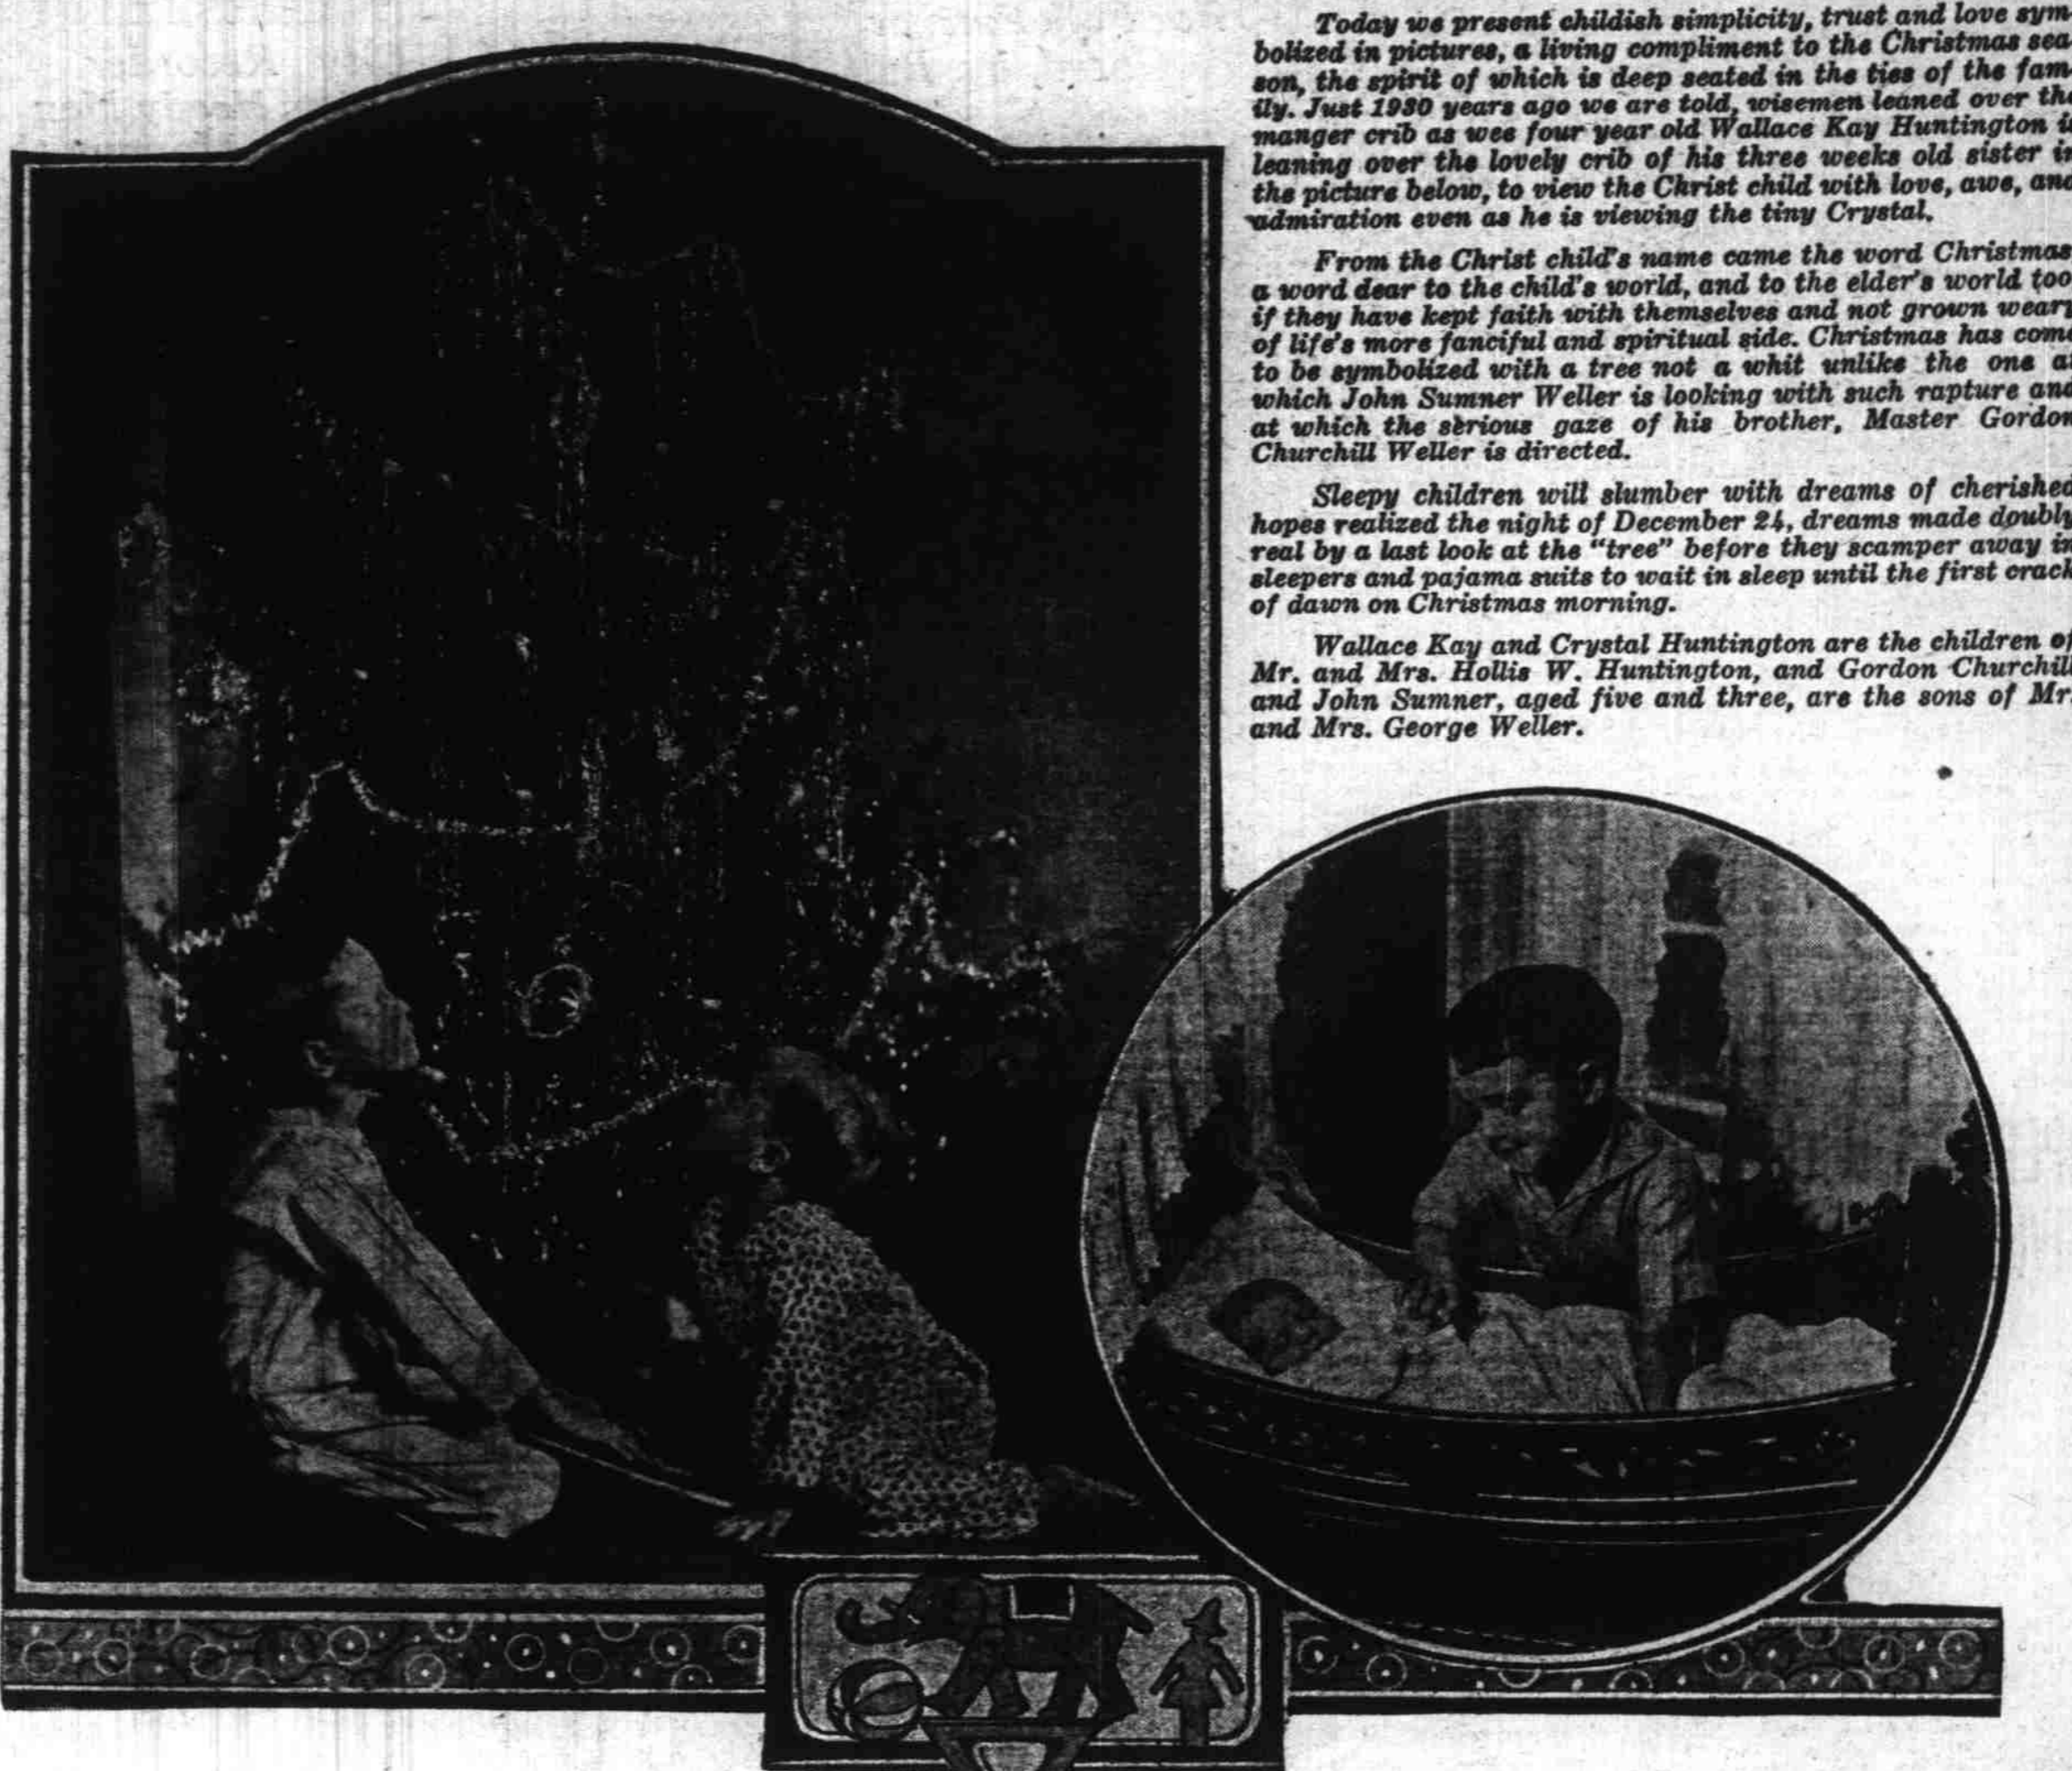 Today we present childish simplicity, trust and love sym-
bolized in pictures, a living compliment to the Christmas sea-
son, the spirit of which is deep seated in the ties of the fam-
ily. Just 1930 years ago we are told, wisemen leaned over the
manger crib as wee four year old Wallace Kay Huntington is
leaning over the lovely crib of his three weeks old sister in
the picture below, to view the Christ child with love, awe, and
admiration even as he is viewing the tiny Crystal.
From the Christ child's name came the word Christmas
a word dear to the child's world, and to the elder's world too
if they have kept faith with themselves and not grown weary
of life's more fanciful and spiritual side. Christmas has come
to be symbolized with a tree not a whit unlike the one at
which John Sumner Weller is looking with such rapture and
at which the serious gaze of his brother, Master Gordon
Churchill Weller is directed.
Sleepy children will slumber with dreams of cherished
hopes realized the night of December 24, dreams made doubly
real by a last look at the "tree" before they scamper away in
sleepers and pajama suits to wait in sleep until the first crack
of dawn on Christmas morning.
Wallace Kay and Crystal Huntington are the children of
Mr. and Mrs. Hollis W. Huntington, and Gordon Churchill
and John Sumner, aged five and three, are the sons of Mr.
and Mrs. George Weller.